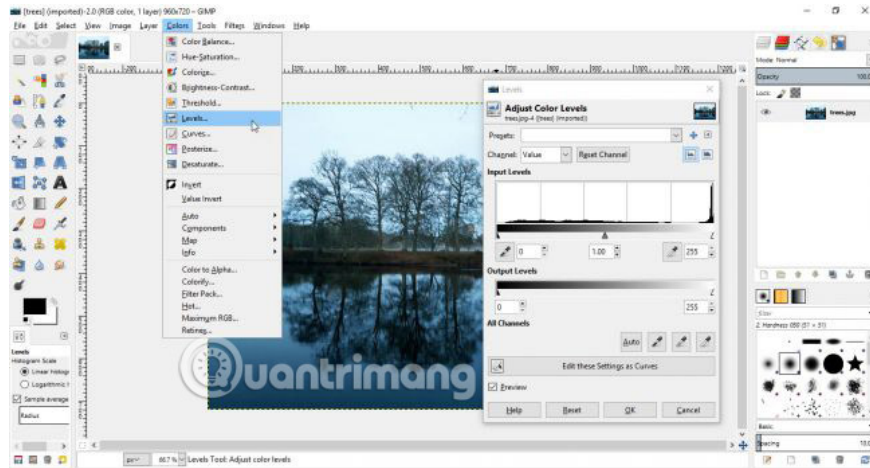 [trees] (imported)-2.0 (RGB color, 1 layer) 960x720 – GIMP
File Edit Select View Image Layer Colors Tools Filters Windows Help
Color Balance...
Hue-Saturation...
Colorize...
Brightness-Contrast...
Threshold...
Levels...
Curves...
Posterize...
Desaturate...
Invert
Value Invert
Auto
Components
Map
Info
Color to Alpha...
Colorify...
Filter Pack...
Hot...
Maximum RGB...
Retinex...
Levels
Adjust Color Levels
trees.jpg-4 ([trees] (imported))
Presets:
Channel: Value
Reset Channel
Input Levels
0
1.00
255
Output Levels
0
255
All Channels
Auto
Edit these Settings as Curves
Preview
Help
Reset
OK
Cancel
Mode: Normal
Opacity 100.0
Lock:
trees.jpg
2. Hardness 050 (51 × 51)
Basic
Spacing 10.0
Levels
Histogram Scale
Linear histogr
Logarithmic h
Sample average
Radius
px
66.7 %
Levels Tool: Adjust color levels
uantrimang